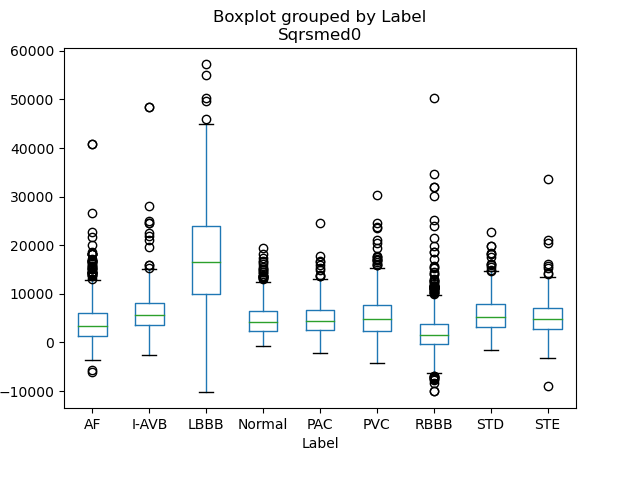 Boxplot grouped by Label
Sqrsmed0
60000
50000
40000
30000
20000
10000
0
−10000
AF I-AVB LBBB Normal PAC PVC RBBB STD STE
Label